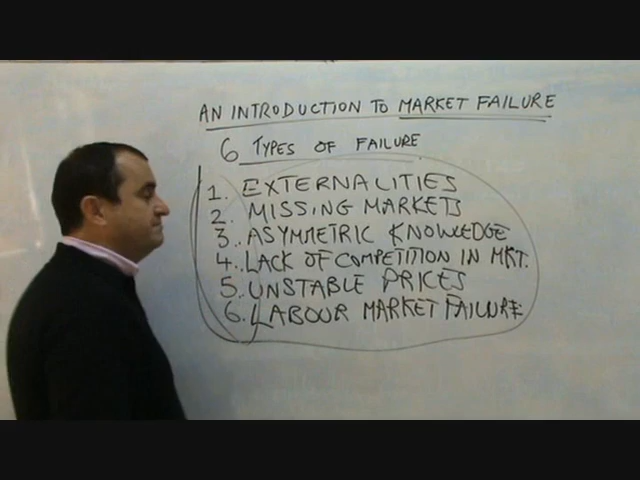 AN INTRODUCTION TO MARKET FAILURE
6 TYPES OF FAILURE
1. EXTERNALITIES
2. MISSING MARKETS
3.. ASYMMETRIC KNOWLEDGE
4.. LACK OF COMPETITION IN MKT.
5.. UNSTABLE PRICES
6.. LABOUR MARKET FAILURE